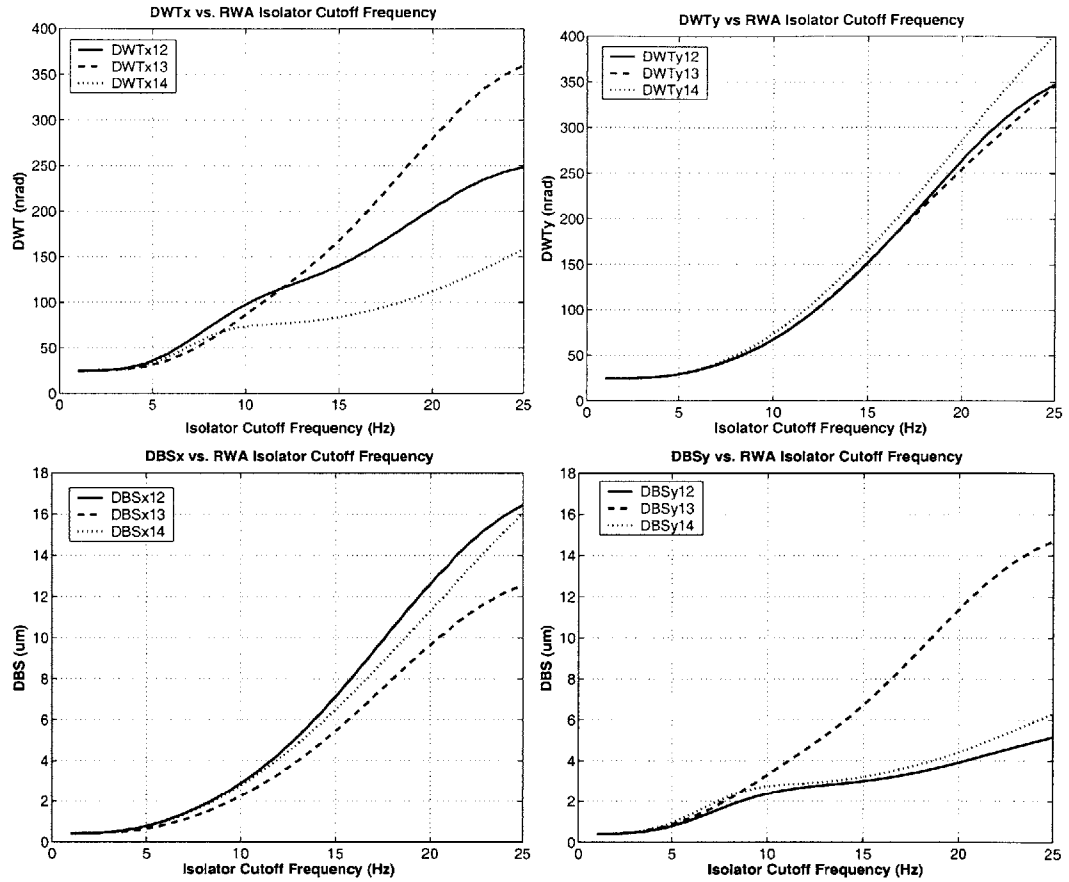 DWTx vs. RWA Isolator Cutoff Frequency
400
350
300
250
200
150
100
50
0
DWT (nrad)
DWTx12
DWTx13
DWTx14
0 5 10 15 20 25
Isolator Cutoff Frequency (Hz)
DWTy vs RWA Isolator Cutoff Frequency
400
350
300
250
200
150
100
50
0
DWTy (nrad)
DWTy12
DWTy13
DWTy14
0 5 10 15 20 25
Isolator Cutoff Frequency (Hz)
DBSx vs. RWA Isolator Cutoff Frequency
18
16
14
12
10
8
6
4
2
0
DBS (um)
DBSx12
DBSx13
DBSx14
0 5 10 15 20 25
Isolator Cutoff Frequency (Hz)
DBSy vs. RWA Isolator Cutoff Frequency
18
16
14
12
10
8
6
4
2
0
DBS (um)
DBSy12
DBSy13
DBSy14
0 5 10 15 20 25
Isolator Cutoff Frequency (Hz)